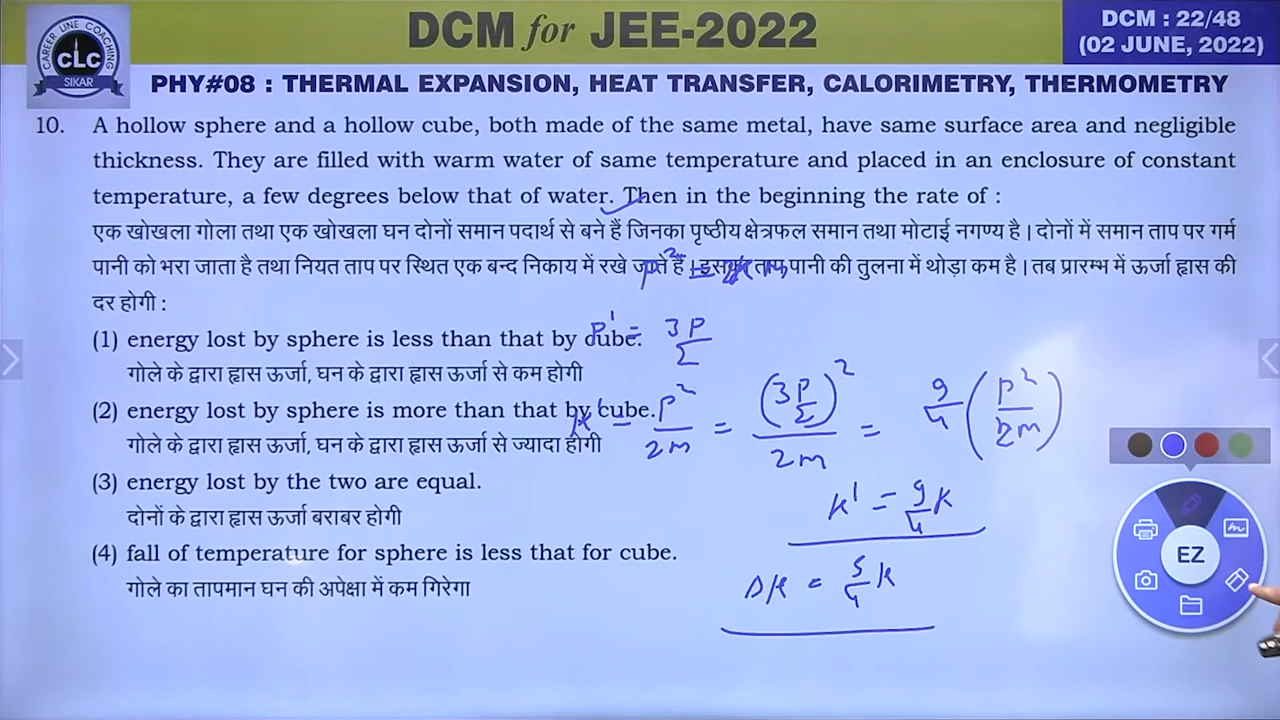 CAREER LINE COACHING
CLC
SIKAR
DCM for JEE-2022
DCM : 22/48
(02 JUNE, 2022)
PHY#08 : THERMAL EXPANSION, HEAT TRANSFER, CALORIMETRY, THERMOMETRY
10. A hollow sphere and a hollow cube, both made of the same metal, have same surface area and negligible
thickness. They are filled with warm water of same temperature and placed in an enclosure of constant
temperature, a few degrees below that of water. Then in the beginning the rate of :
एक खोखला गोला तथा एक खोखला घन दोनों समान पदार्थ से बने हैं जिनका पृष्ठीय क्षेत्रफल समान तथा मोटाई नगण्य है। दोनों में समान ताप पर गर्म
पानी को भरा जाता है तथा नियत ताप पर स्थित एक बन्द निकाय में रखे जाते हैं। ताप पानी की तुलना में थोड़ा कम है। तब प्रारम्भ में ऊर्जा ह्रास की
दर होगी :
(1) energy lost by sphere is less than that by cube.
P' = 3P/2
गोले के द्वारा ह्रास ऊर्जा, घन के द्वारा ह्रास ऊर्जा से कम होगी
(2) energy lost by sphere is more than that by cube.
K' = P²/2m = (3P/2)²/2m = 9/4 (P²/2m)
गोले के द्वारा ह्रास ऊर्जा, घन के द्वारा ह्रास ऊर्जा से ज्यादा होगी
(3) energy lost by the two are equal.
K' = 9/4 K
दोनों के द्वारा ह्रास ऊर्जा बराबर होगी
(4) fall of temperature for sphere is less that for cube.
ΔK = 5/4 K
गोले का तापमान घन की अपेक्षा में कम गिरेगा
EZ